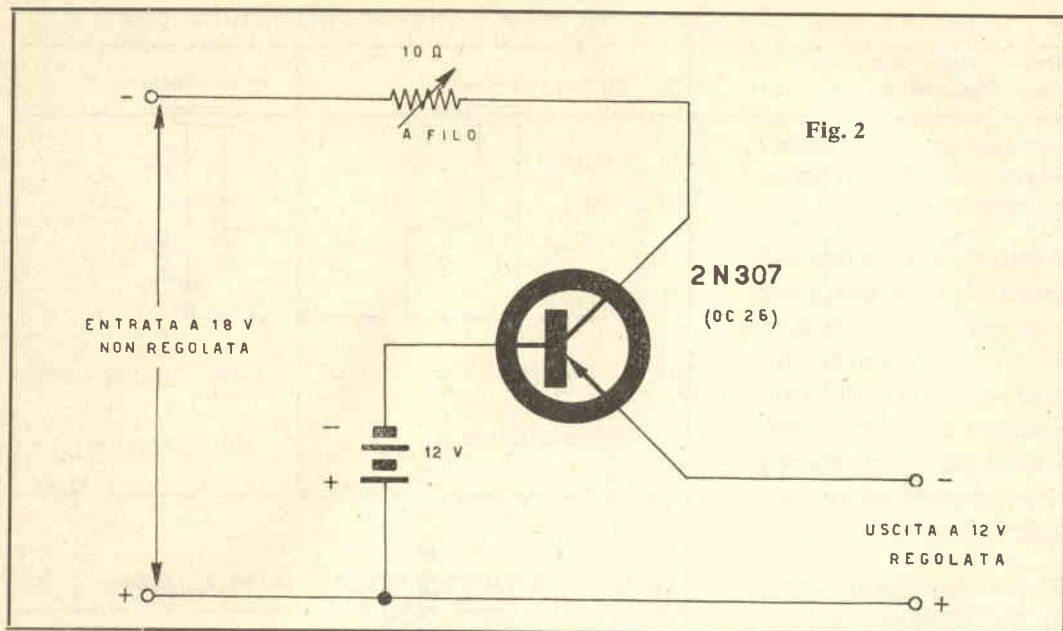 10 Ω
-
A FILO
Fig. 2
2N307
(OC 26)
ENTRATA A 18 V
NON REGOLATA
-
12 V
+
-
USCITA A 12 V
REGOLATA
+
+